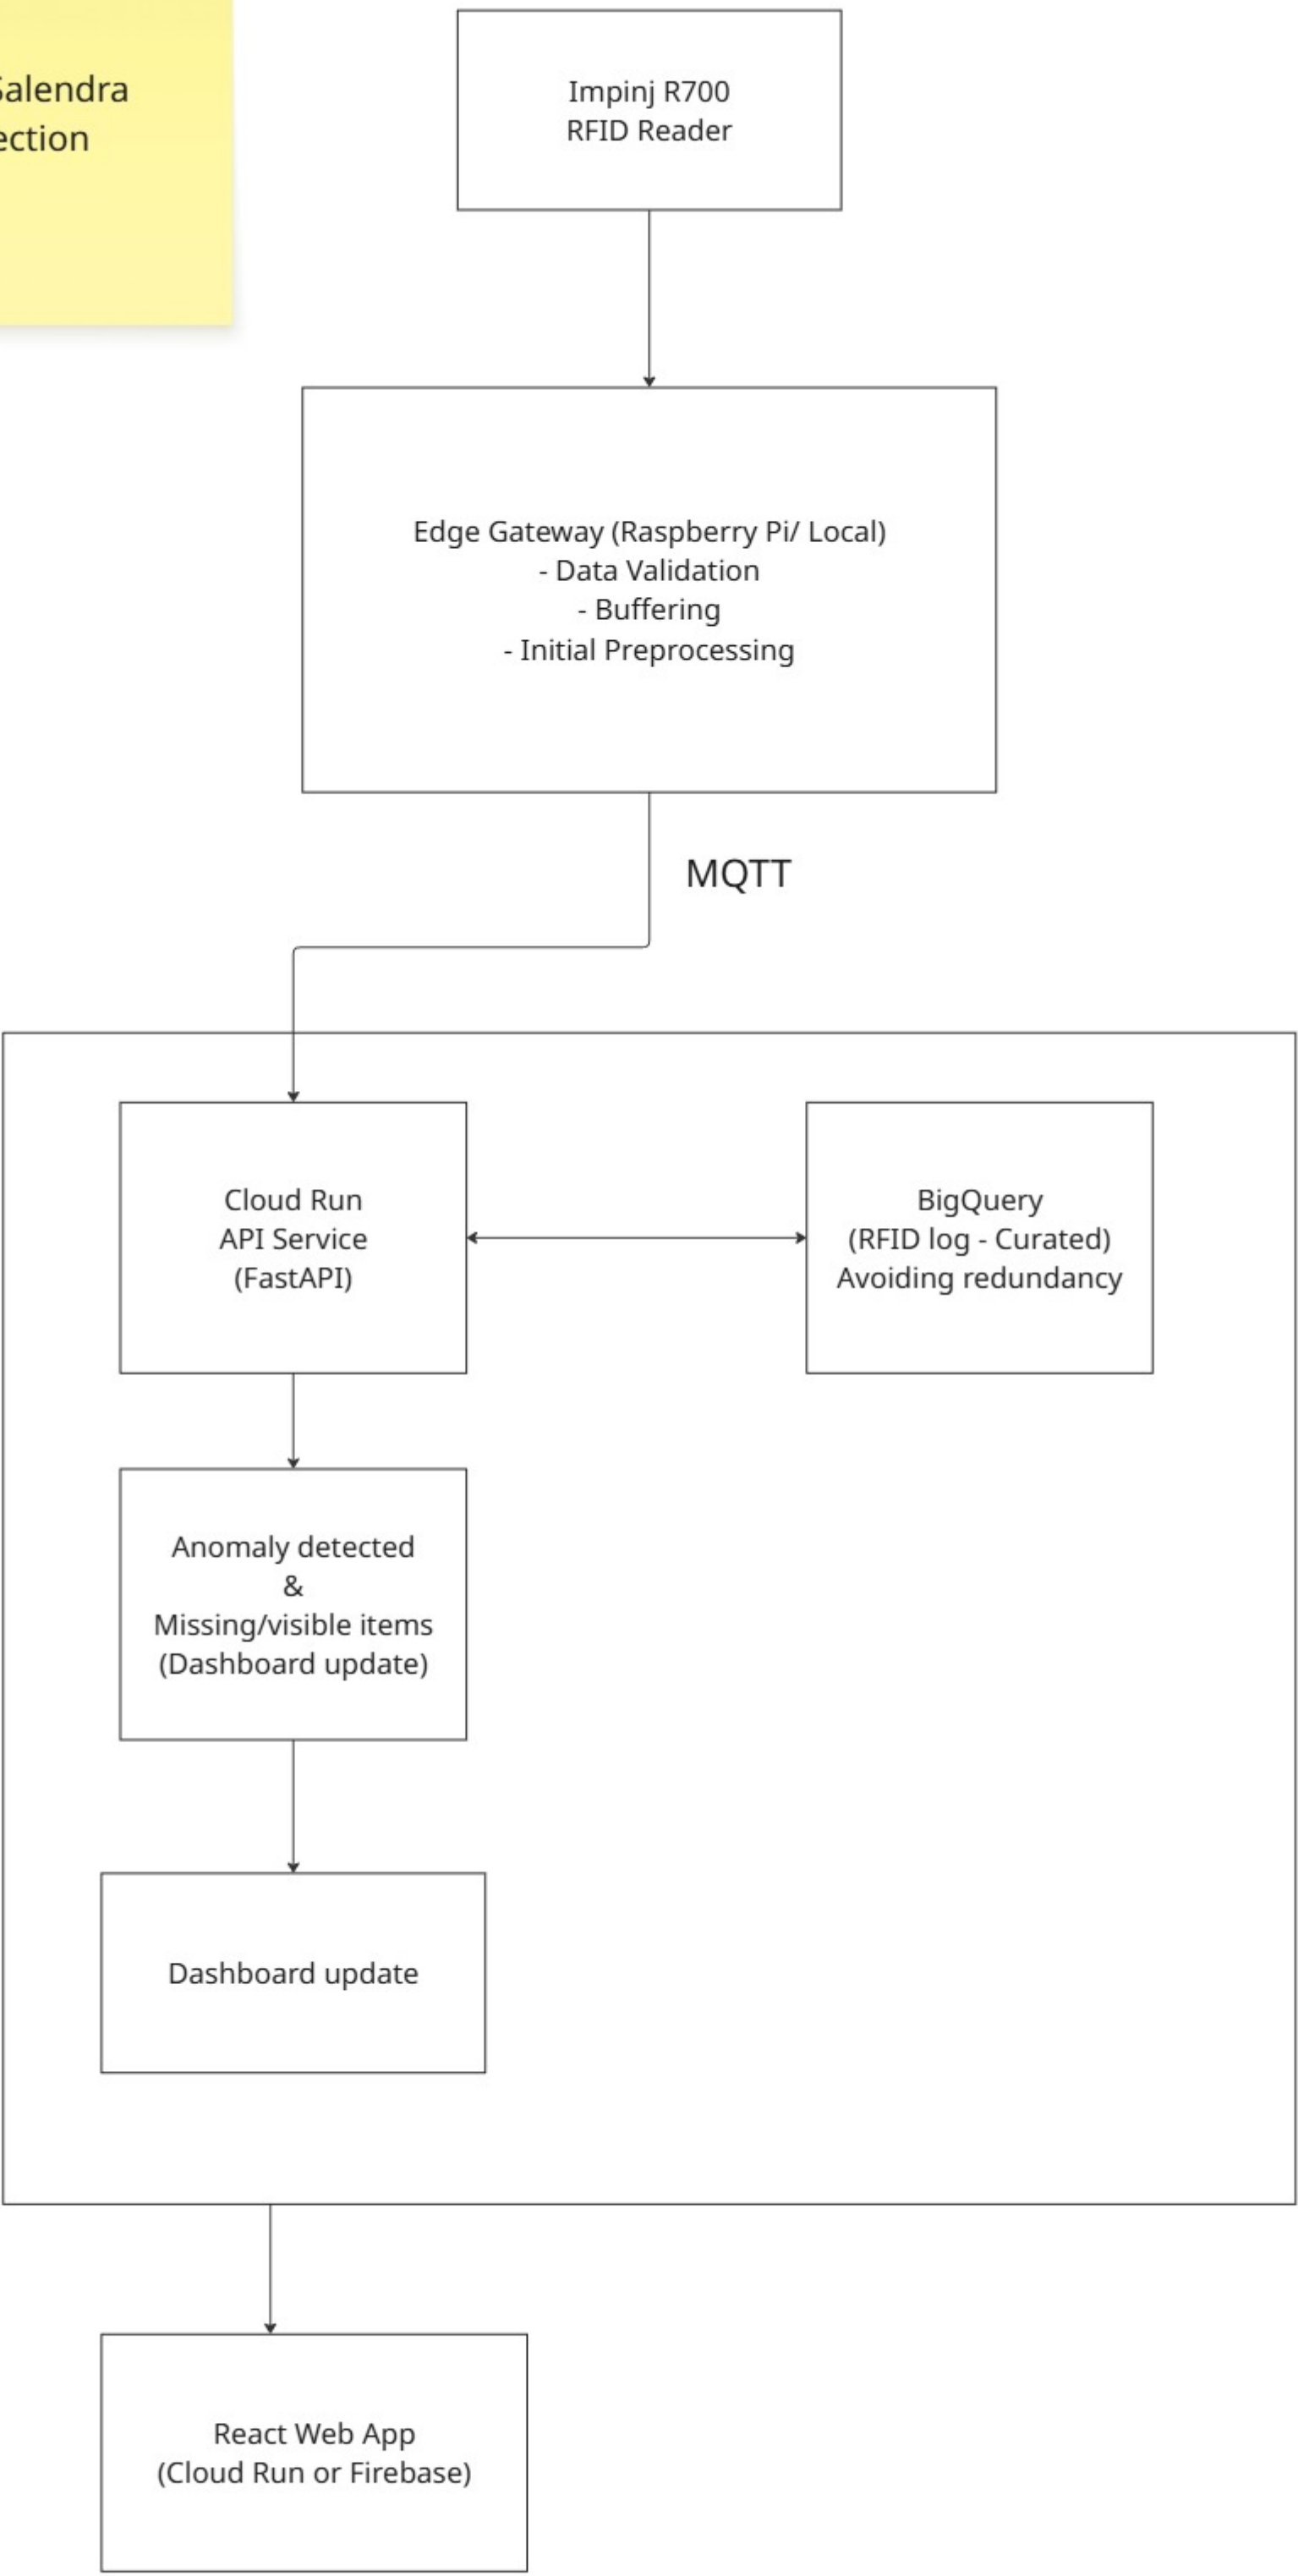 Salendra
ection
Impinj R700
RFID Reader
Edge Gateway (Raspberry Pi/ Local)
- Data Validation
- Buffering
- Initial Preprocessing
MQTT
Cloud Run
API Service
(FastAPI)
BigQuery
(RFID log - Curated)
Avoiding redundancy
Anomaly detected
&
Missing/visible items
(Dashboard update)
Dashboard update
React Web App
(Cloud Run or Firebase)